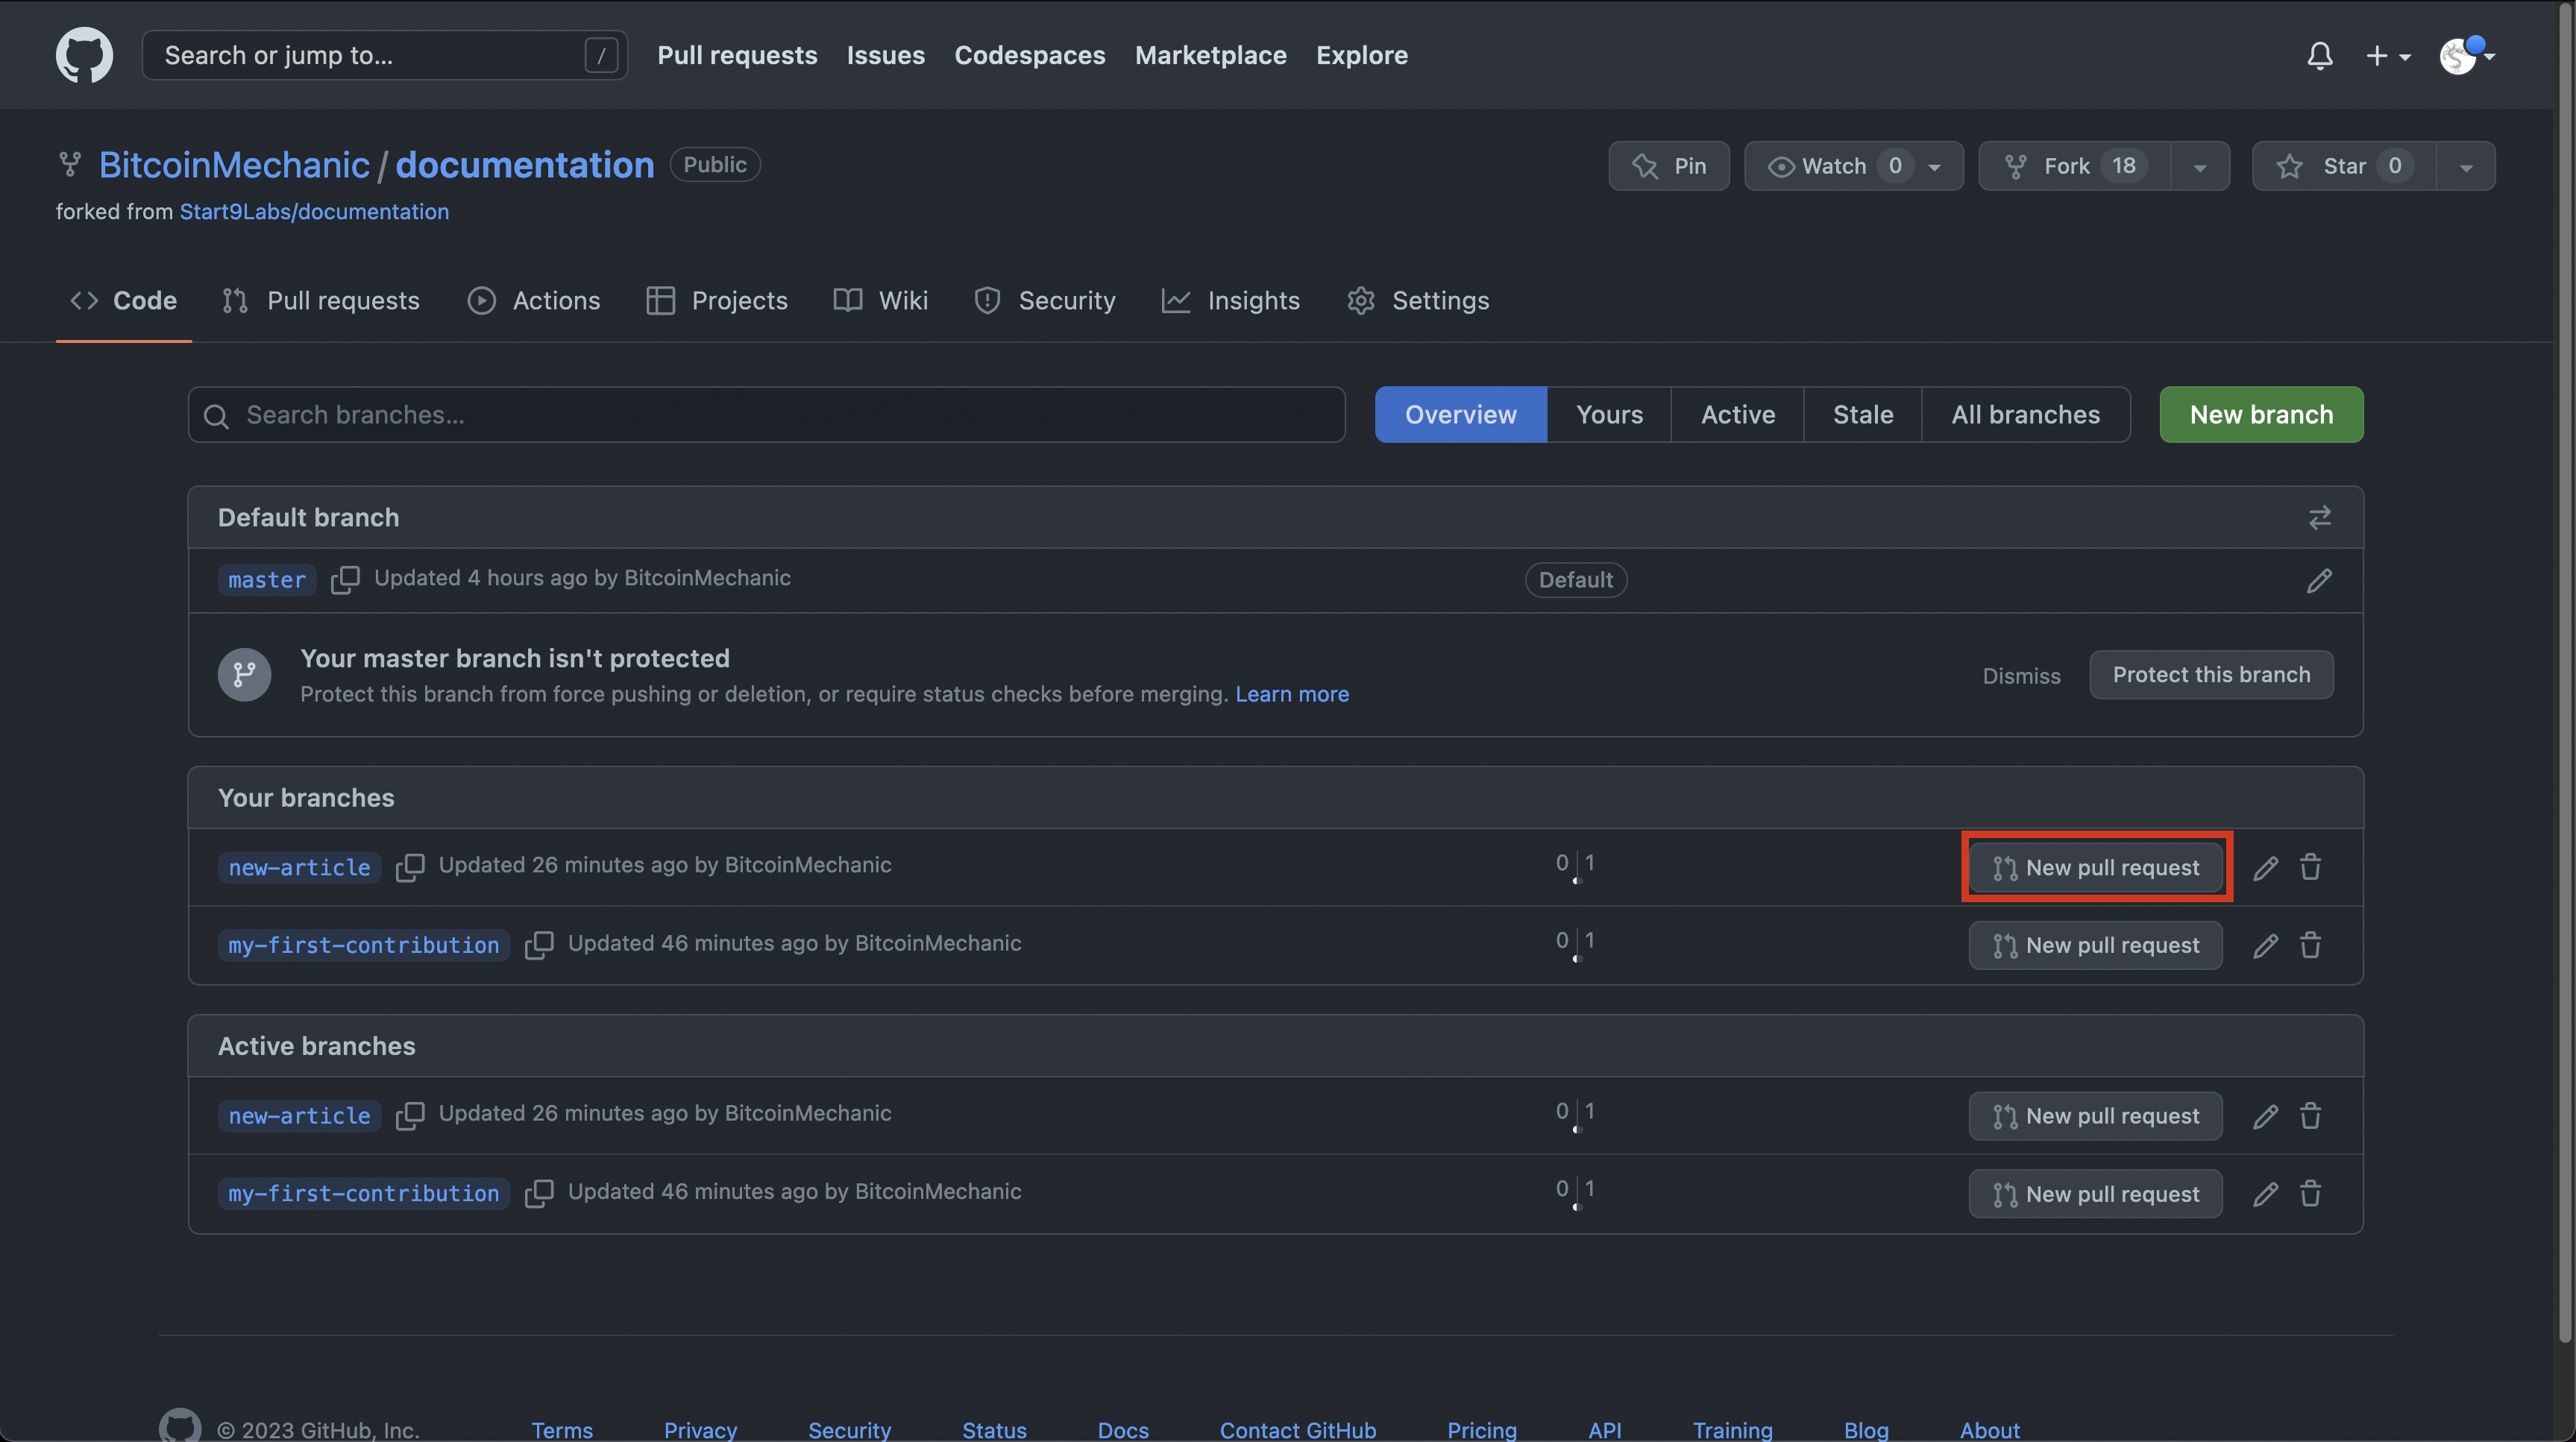 Search or jump to... / Pull requests Issues Codespaces Marketplace Explore
BitcoinMechanic / documentation Public Pin Watch 0 Fork 18 Star 0
forked from Start9Labs/documentation
Code Pull requests Actions Projects Wiki Security Insights Settings
Search branches... Overview Yours Active Stale All branches New branch
Default branch
master Updated 4 hours ago by BitcoinMechanic Default
Your master branch isn't protected
Protect this branch from force pushing or deletion, or require status checks before merging. Learn more Dismiss Protect this branch
Your branches
new-article Updated 26 minutes ago by BitcoinMechanic 0 1 New pull request
my-first-contribution Updated 46 minutes ago by BitcoinMechanic 0 1 New pull request
Active branches
new-article Updated 26 minutes ago by BitcoinMechanic 0 1 New pull request
my-first-contribution Updated 46 minutes ago by BitcoinMechanic 0 1 New pull request
© 2023 GitHub, Inc. Terms Privacy Security Status Docs Contact GitHub Pricing API Training Blog About